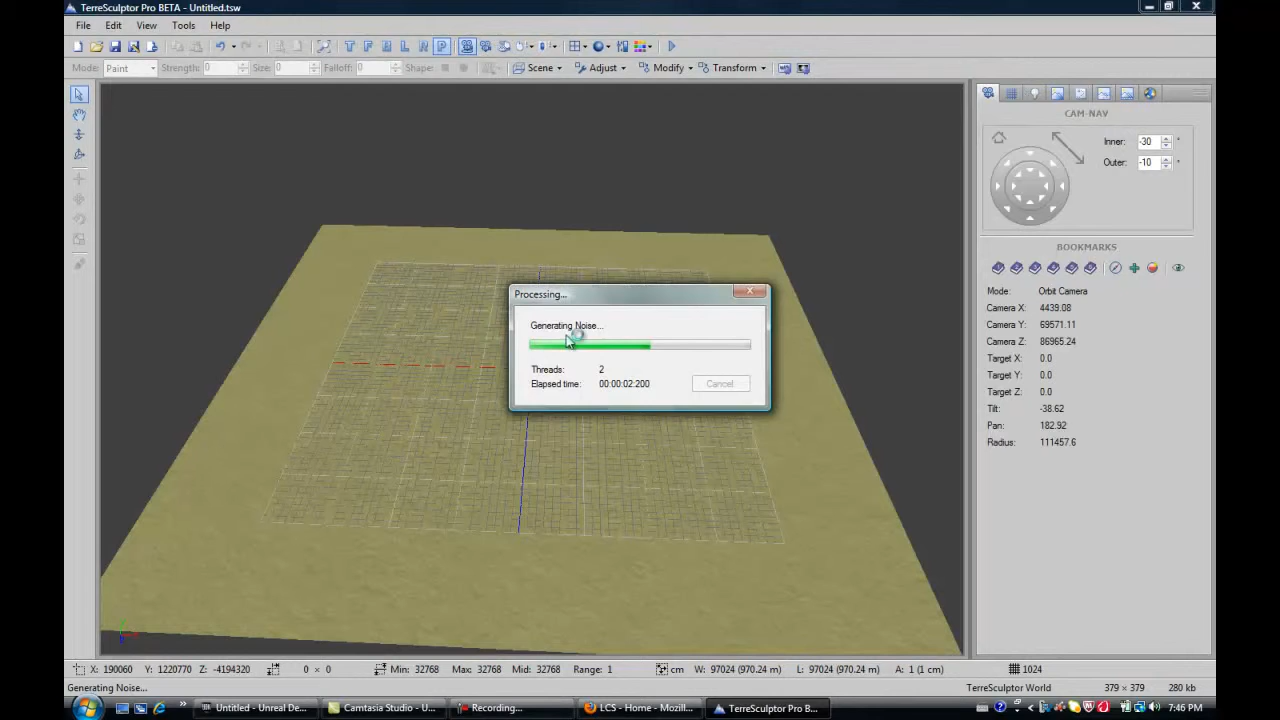 TerreSculptor Pro BETA - Untitled.tsw
File Edit View Tools Help
T F B L R P
Mode: Paint Strength: 0 Size: 0 Falloff: 0 Shape: Scene Adjust Modify Transform
CAM-NAV
Inner: -30 °
Outer: -10 °
BOOKMARKS
Mode: Orbit Camera
Camera X: 4439.08
Camera Y: 69571.11
Camera Z: 86965.24
Target X: 0.0
Target Y: 0.0
Target Z: 0.0
Tilt: -38.62
Pan: 182.92
Radius: 111457.6
Processing...
Generating Noise...
Threads: 2
Elapsed time: 00:00:02:200
Cancel
X: 190060 Y: 1220770 Z: -4194320 0 × 0 Min: 32768 Max: 32768 Mid: 32768 Range: 1 cm W: 97024 (970.24 m) L: 97024 (970.24 m) A: 1 (1 cm) 1024
Generating Noise... TerreSculptor World 379 × 379 280 kb
Untitled - Unreal De... Camtasia Studio - U... Recording... LCS - Home - Mozill... TerreSculptor Pro B... 7:46 PM